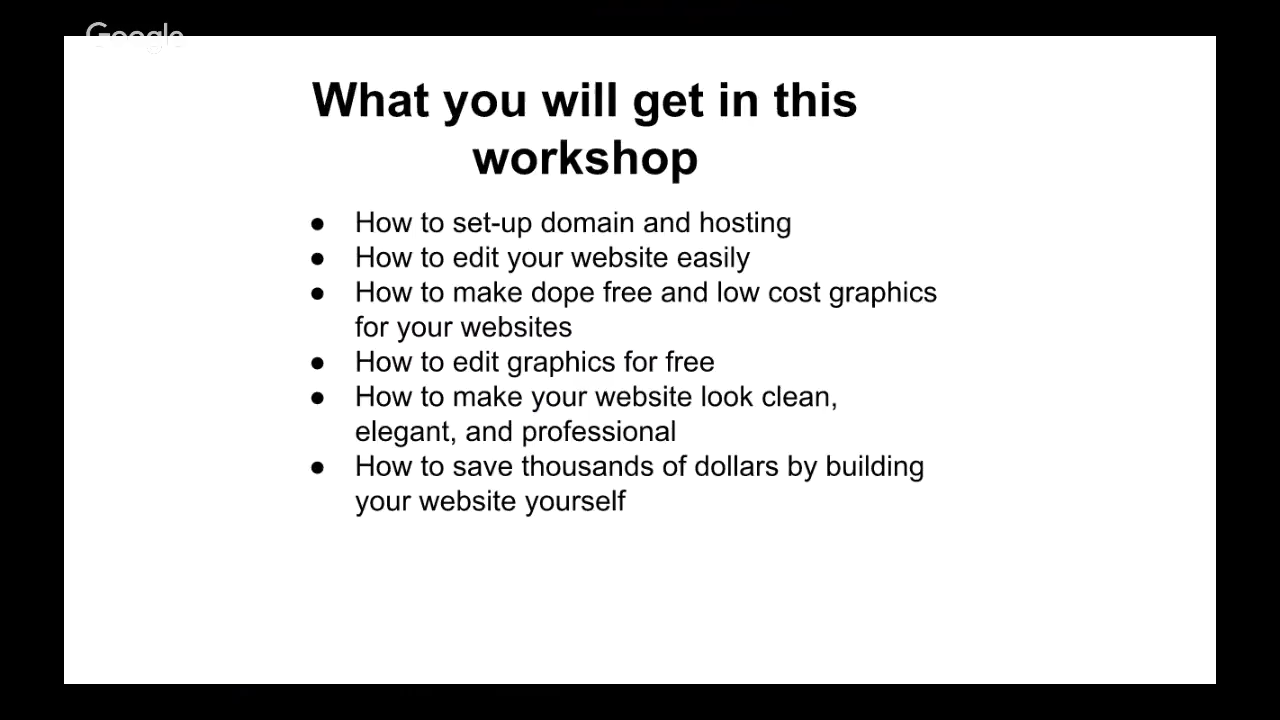 Google
What you will get in this
workshop
● How to set-up domain and hosting
● How to edit your website easily
● How to make dope free and low cost graphics
for your websites
● How to edit graphics for free
● How to make your website look clean,
elegant, and professional
● How to save thousands of dollars by building
your website yourself